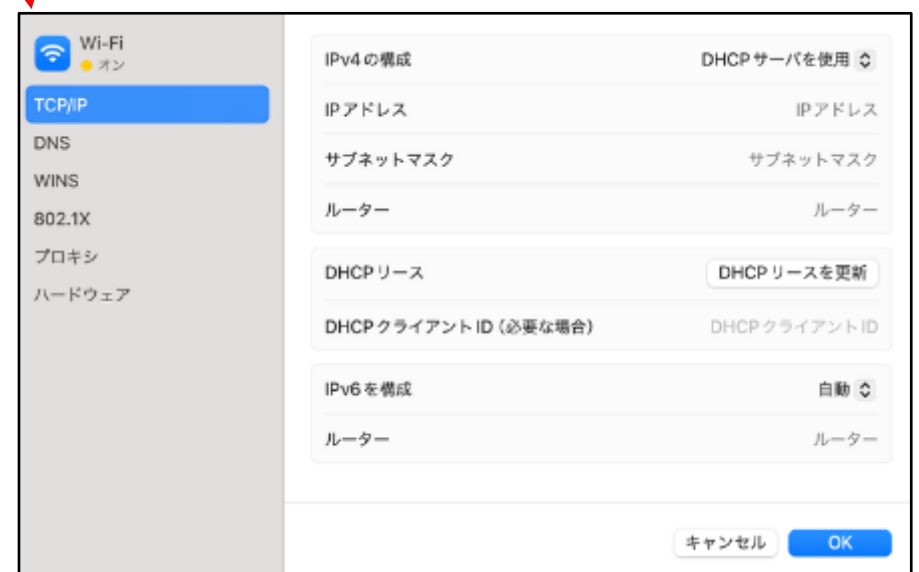 Wi-Fi
オン
TCP/IP
DNS
WINS
802.1X
プロキシ
ハードウェア
IPv4の構成 DHCPサーバを使用
IPアドレス IPアドレス
サブネットマスク サブネットマスク
ルーター ルーター
DHCPリース DHCPリースを更新
DHCPクライアントID（必要な場合） DHCPクライアントID
IPv6を構成 自動
ルーター ルーター
キャンセル OK